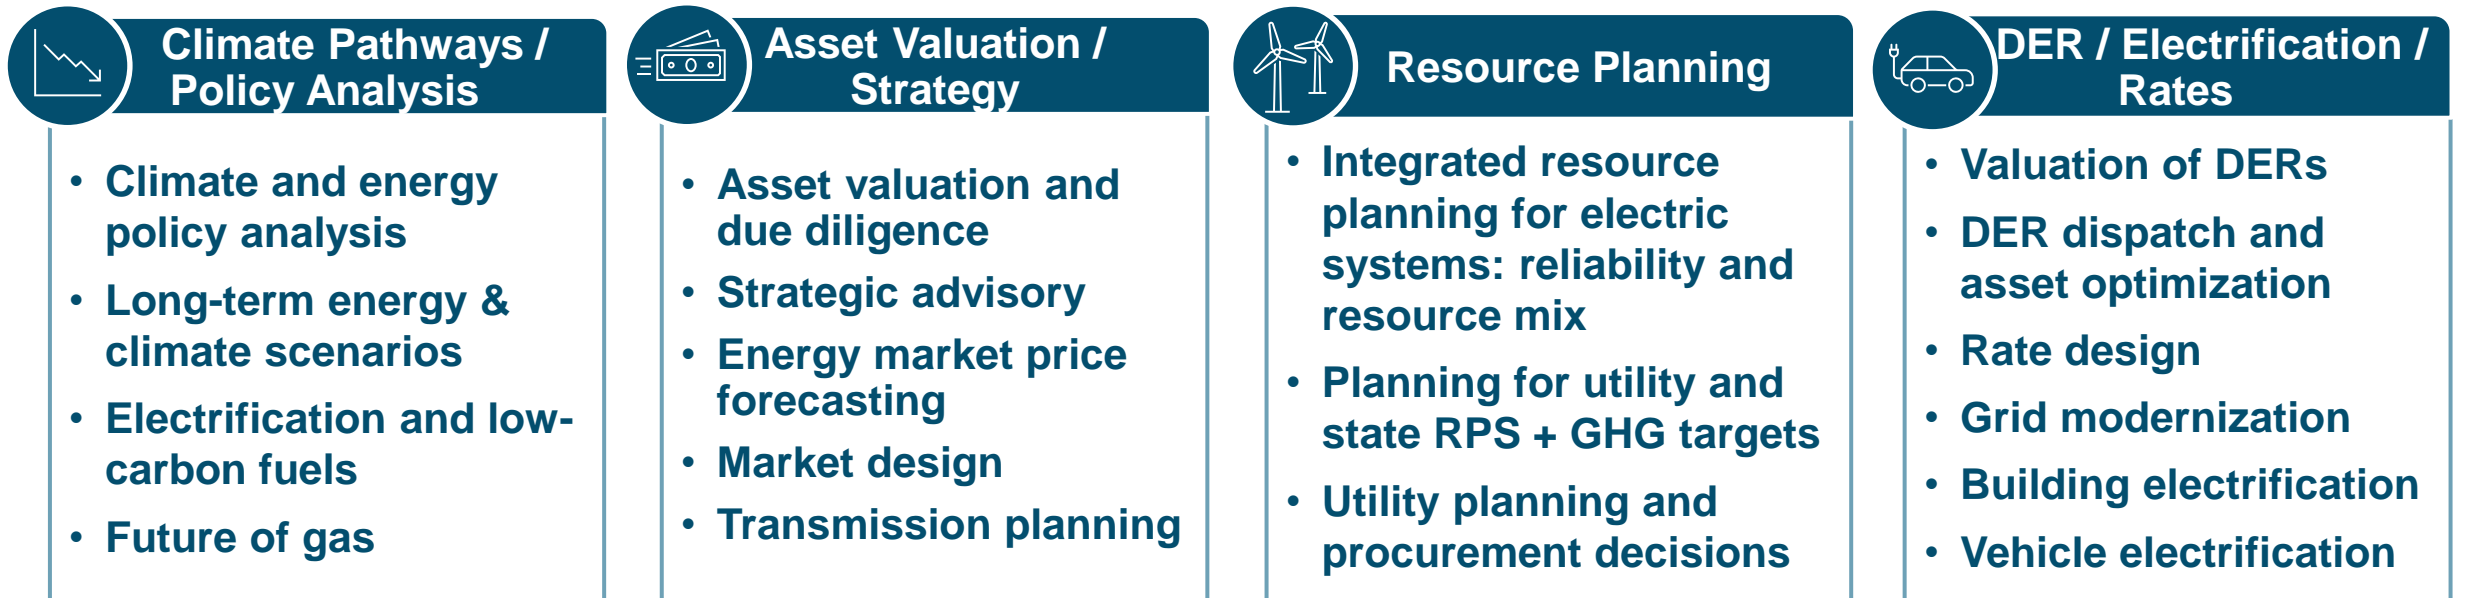 Climate Pathways /
Policy Analysis
• Climate and energy
policy analysis
• Long-term energy &
climate scenarios
• Electrification and low-
carbon fuels
• Future of gas
Asset Valuation /
Strategy
• Asset valuation and
due diligence
• Strategic advisory
• Energy market price
forecasting
• Market design
• Transmission planning
Resource Planning
• Integrated resource
planning for electric
systems: reliability and
resource mix
• Planning for utility and
state RPS + GHG targets
• Utility planning and
procurement decisions
DER / Electrification /
Rates
• Valuation of DERs
• DER dispatch and
asset optimization
• Rate design
• Grid modernization
• Building electrification
• Vehicle electrification